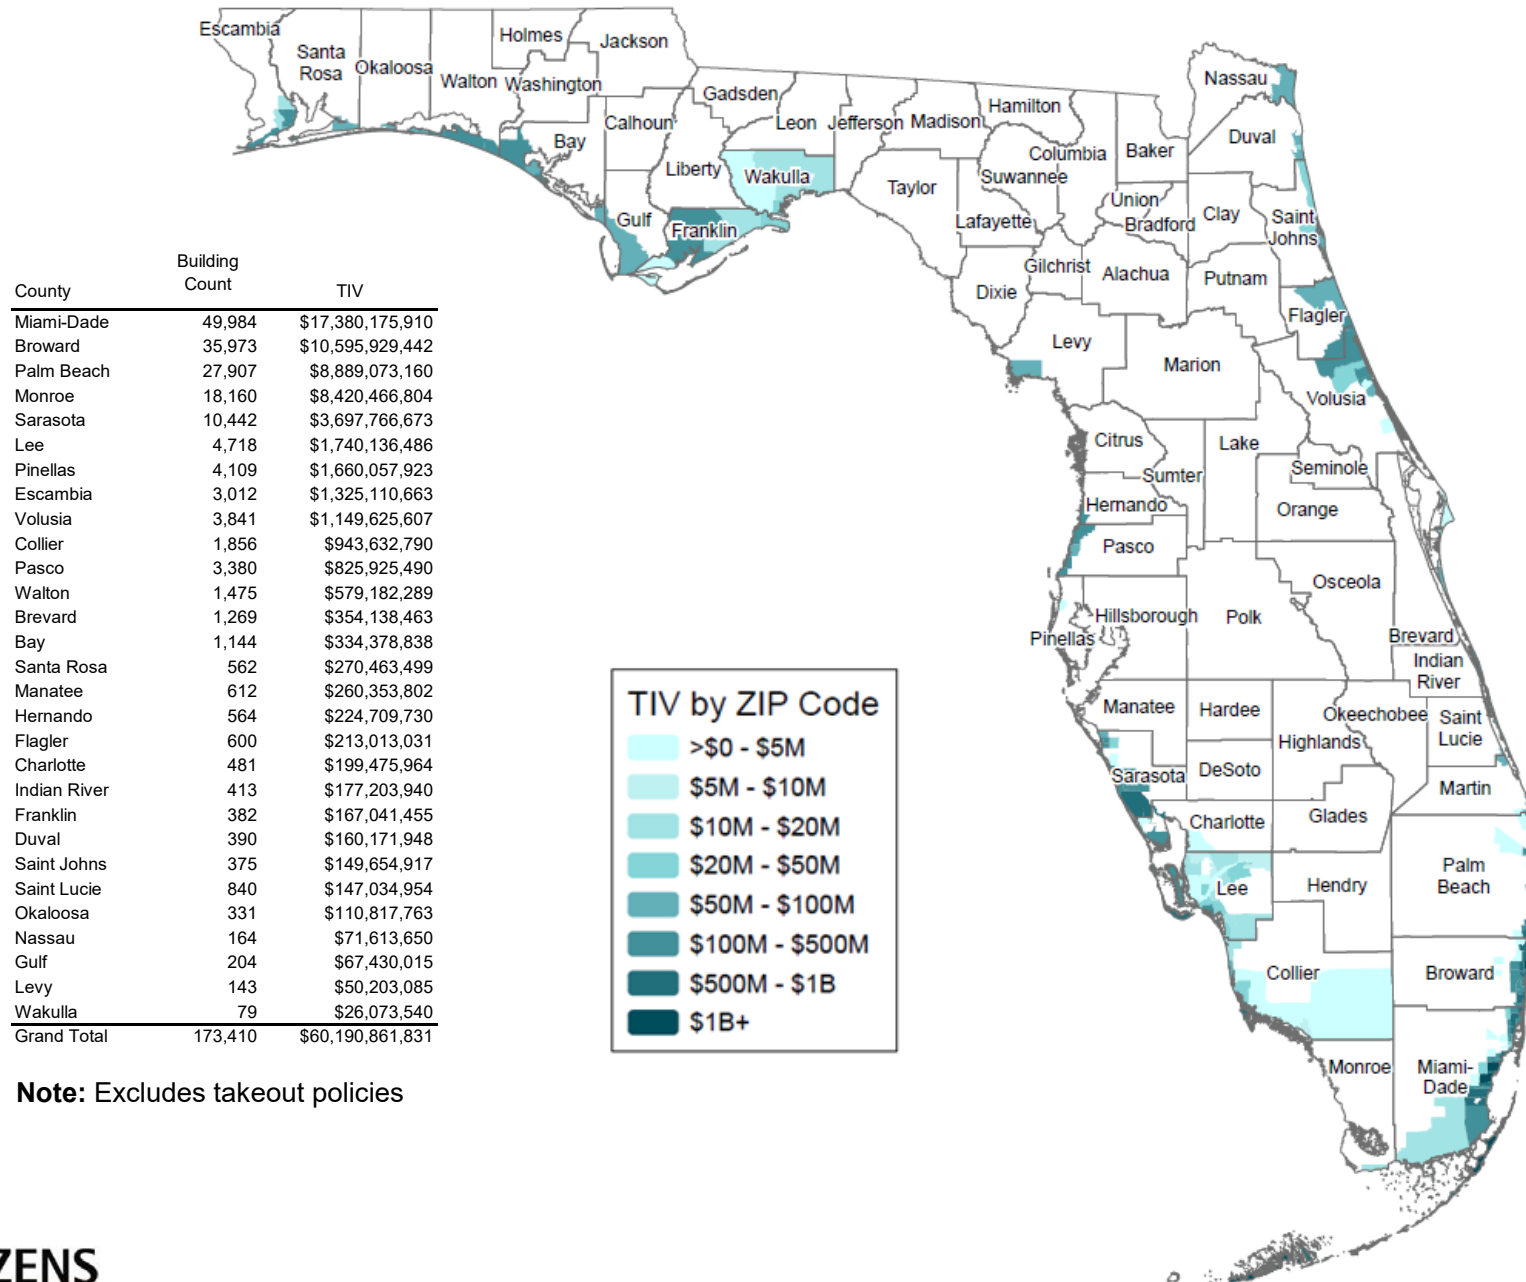 Building
County Count TIV
Miami-Dade 49,984 $17,380,175,910
Broward 35,973 $10,595,929,442
Palm Beach 27,907 $8,889,073,160
Monroe 18,160 $8,420,466,804
Sarasota 10,442 $3,697,766,673
Lee 4,718 $1,740,136,486
Pinellas 4,109 $1,660,057,923
Escambia 3,012 $1,325,110,663
Volusia 3,841 $1,149,625,607
Collier 1,856 $943,632,790
Pasco 3,380 $825,925,490
Walton 1,475 $579,182,289
Brevard 1,269 $354,138,463
Bay 1,144 $334,378,838
Santa Rosa 562 $270,463,499
Manatee 612 $260,353,802
Hernando 564 $224,709,730
Flagler 600 $213,013,031
Charlotte 481 $199,475,964
Indian River 413 $177,203,940
Franklin 382 $167,041,455
Duval 390 $160,171,948
Saint Johns 375 $149,654,917
Saint Lucie 840 $147,034,954
Okaloosa 331 $110,817,763
Nassau 164 $71,613,650
Gulf 204 $67,430,015
Levy 143 $50,203,085
Wakulla 79 $26,073,540
Grand Total 173,410 $60,190,861,831
Note: Excludes takeout policies
ZENS
TIV by ZIP Code
>$0 - $5M
$5M - $10M
$10M - $20M
$20M - $50M
$50M - $100M
$100M - $500M
$500M - $1B
$1B+
Escambia
Santa
Rosa
Okaloosa
Walton
Holmes
Washington
Jackson
Bay
Calhoun
Gulf
Liberty
Gadsden
Leon
Wakulla
Franklin
Jefferson
Madison
Taylor
Hamilton
Suwannee
Lafayette
Columbia
Dixie
Gilchrist
Baker
Union
Bradford
Alachua
Nassau
Duval
Clay
Saint
Johns
Putnam
Flagler
Levy
Marion
Volusia
Citrus
Sumter
Lake
Hernando
Seminole
Orange
Pasco
Osceola
Hillsborough
Polk
Pinellas
Brevard
Indian
River
Manatee
Hardee
Okeechobee
Saint
Lucie
Highlands
Sarasota
DeSoto
Martin
Charlotte
Glades
Lee
Hendry
Palm
Beach
Collier
Broward
Monroe
Miami-
Dade